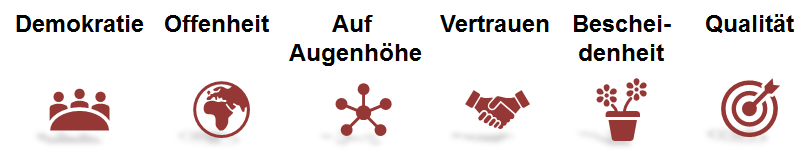 Demokratie
Offenheit
Auf
Augenhöhe
Vertrauen
Beschei-
denheit
Qualität